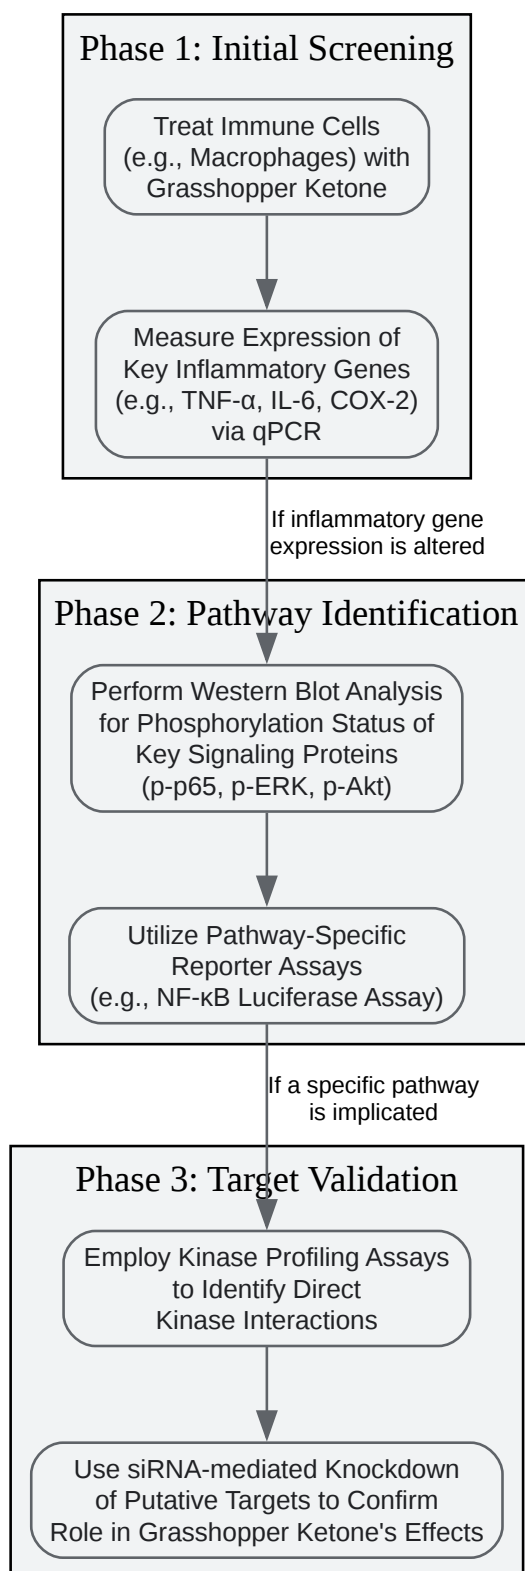 Phase 1: Initial Screening
Treat Immune Cells
(e.g., Macrophages) with
Grasshopper Ketone
Measure Expression of
Key Inflammatory Genes
(e.g., TNF-α, IL-6, COX-2)
via qPCR
If inflammatory gene
expression is altered
Phase 2: Pathway Identification
Perform Western Blot Analysis
for Phosphorylation Status of
Key Signaling Proteins
(p-p65, p-ERK, p-Akt)
Utilize Pathway-Specific
Reporter Assays
(e.g., NF-κB Luciferase Assay)
If a specific pathway
is implicated
Phase 3: Target Validation
Employ Kinase Profiling Assays
to Identify Direct
Kinase Interactions
Use siRNA-mediated Knockdown
of Putative Targets to Confirm
Role in Grasshopper Ketone's Effects